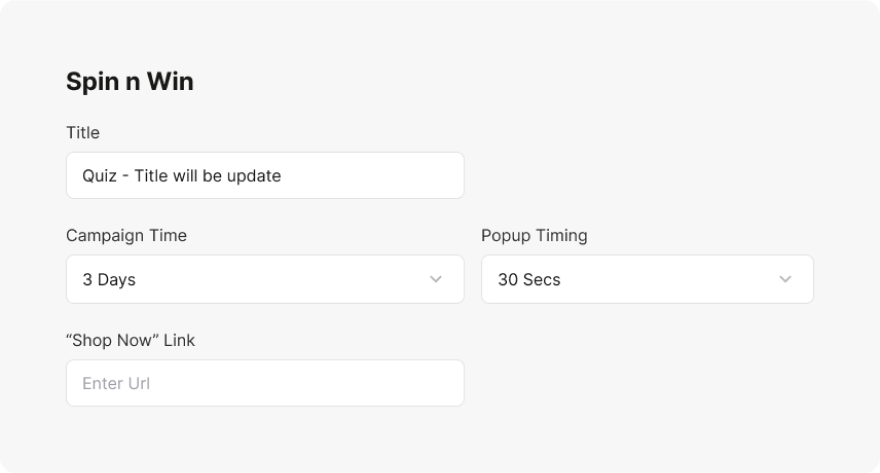 Spin n Win
Title
Quiz - Title will be update
Campaign Time
Popup Timing
3 Days
30 Secs
“Shop Now” Link
Enter Url